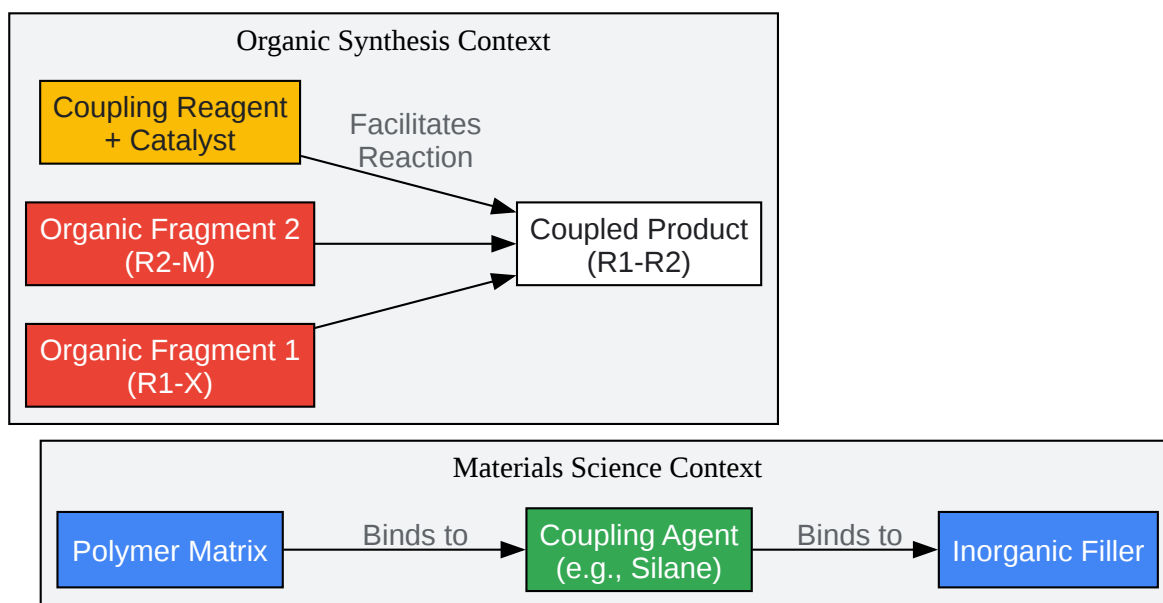 Organic Synthesis Context
Coupling Reagent
+ Catalyst
Facilitates
Reaction
Organic Fragment 2
(R2-M)
Coupled Product
(R1-R2)
Organic Fragment 1
(R1-X)
Materials Science Context
Polymer Matrix
Binds to
Coupling Agent
(e.g., Silane)
Binds to
Inorganic Filler